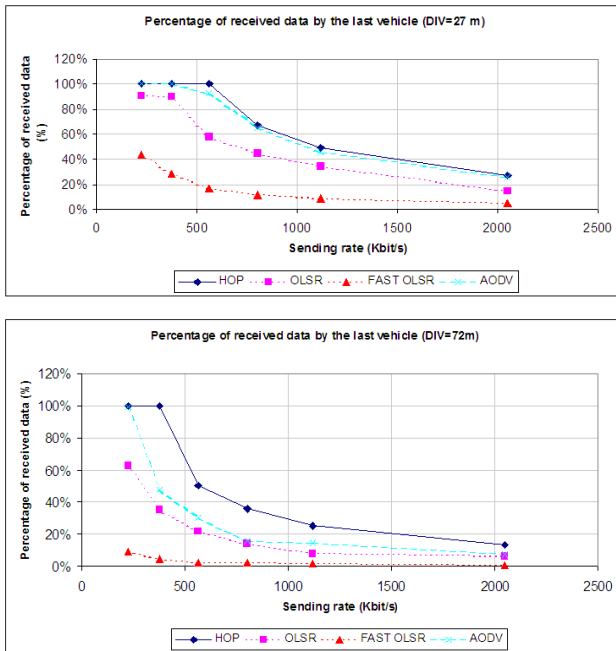 Percentage of received data by the last vehicle (DIV=27 m)
Percentage of received data
(%)
120%
100%
80%
60%
40%
20%
0%
0 500 1000 1500 2000 2500
Sending rate (Kbit/s)
HOP OLSR FAST OLSR AODV
Percentage of received data by the last vehicle (DIV=72m)
Percentage of received data (%)
120%
100%
80%
60%
40%
20%
0%
0 500 1000 1500 2000 2500
Sending rate (Kbit/s)
HOP OLSR FAST OLSR AODV